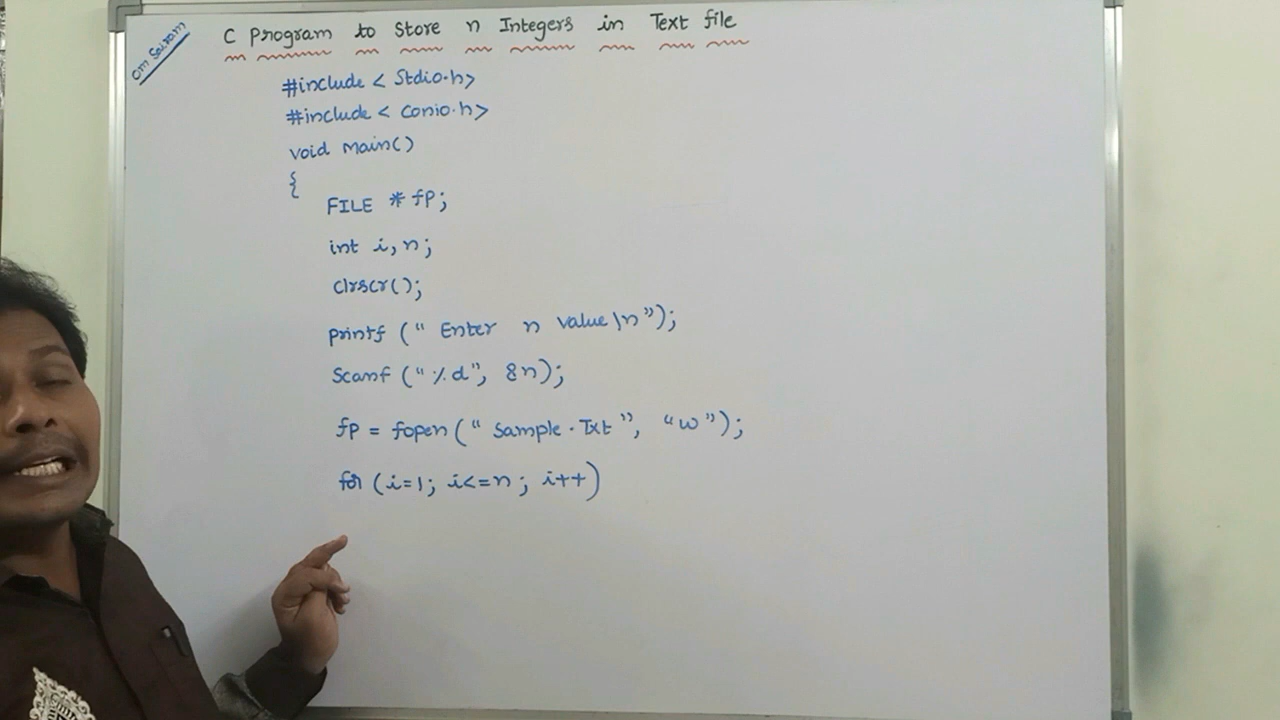 om Sairam
C Program to Store n Integers in Text file
#include < Stdio.h>
#include < Conio.h>
void main()
{
FILE * fp;
int i, n;
clrscr();
printf (" Enter n value \n");
Scanf ("%d", &n);
fp = fopen (" Sample.Txt ", "w");
for (i=1; i<=n; i++)